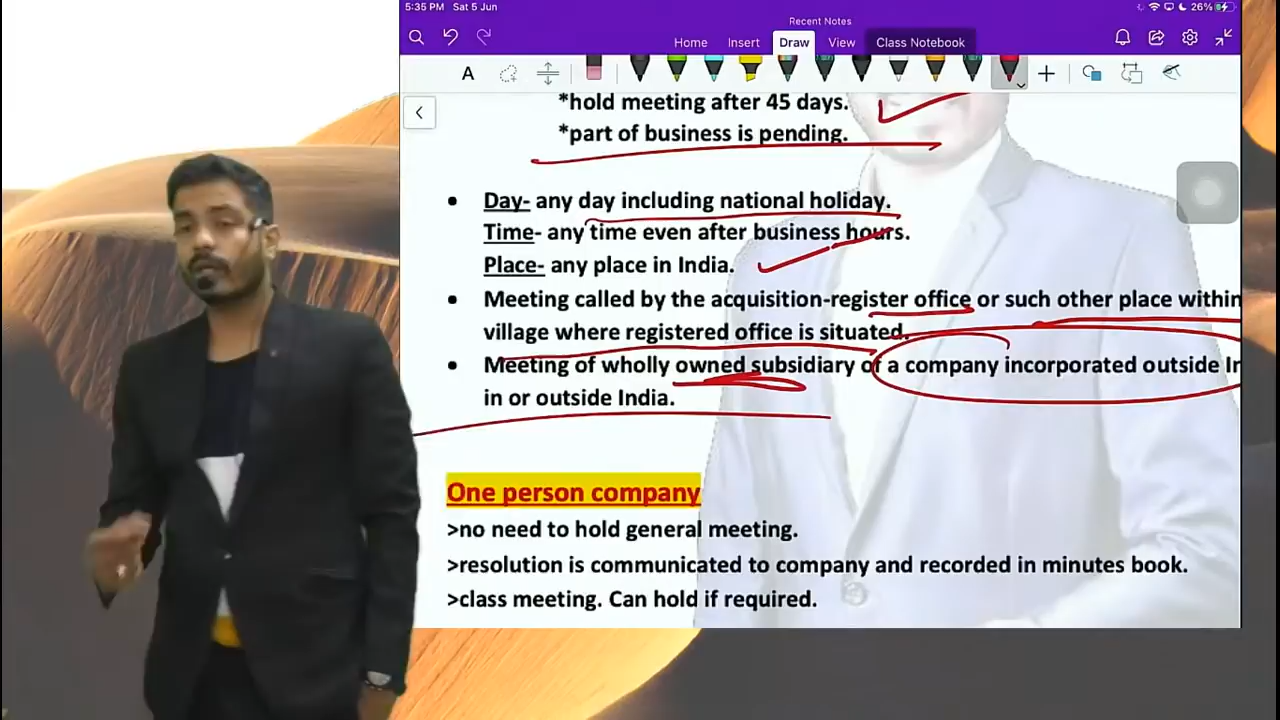 5:35 PM Sat 5 Jun
26%
Recent Notes
Home Insert Draw View Class Notebook
A
*hold meeting after 45 days.
*part of business is pending.
• Day- any day including national holiday.
Time- any time even after business hours.
Place- any place in India.
• Meeting called by the acquisition-register office or such other place within
village where registered office is situated.
• Meeting of wholly owned subsidiary of a company incorporated outside
in or outside India.
One person company
>no need to hold general meeting.
>resolution is communicated to company and recorded in minutes book.
>class meeting. Can hold if required.